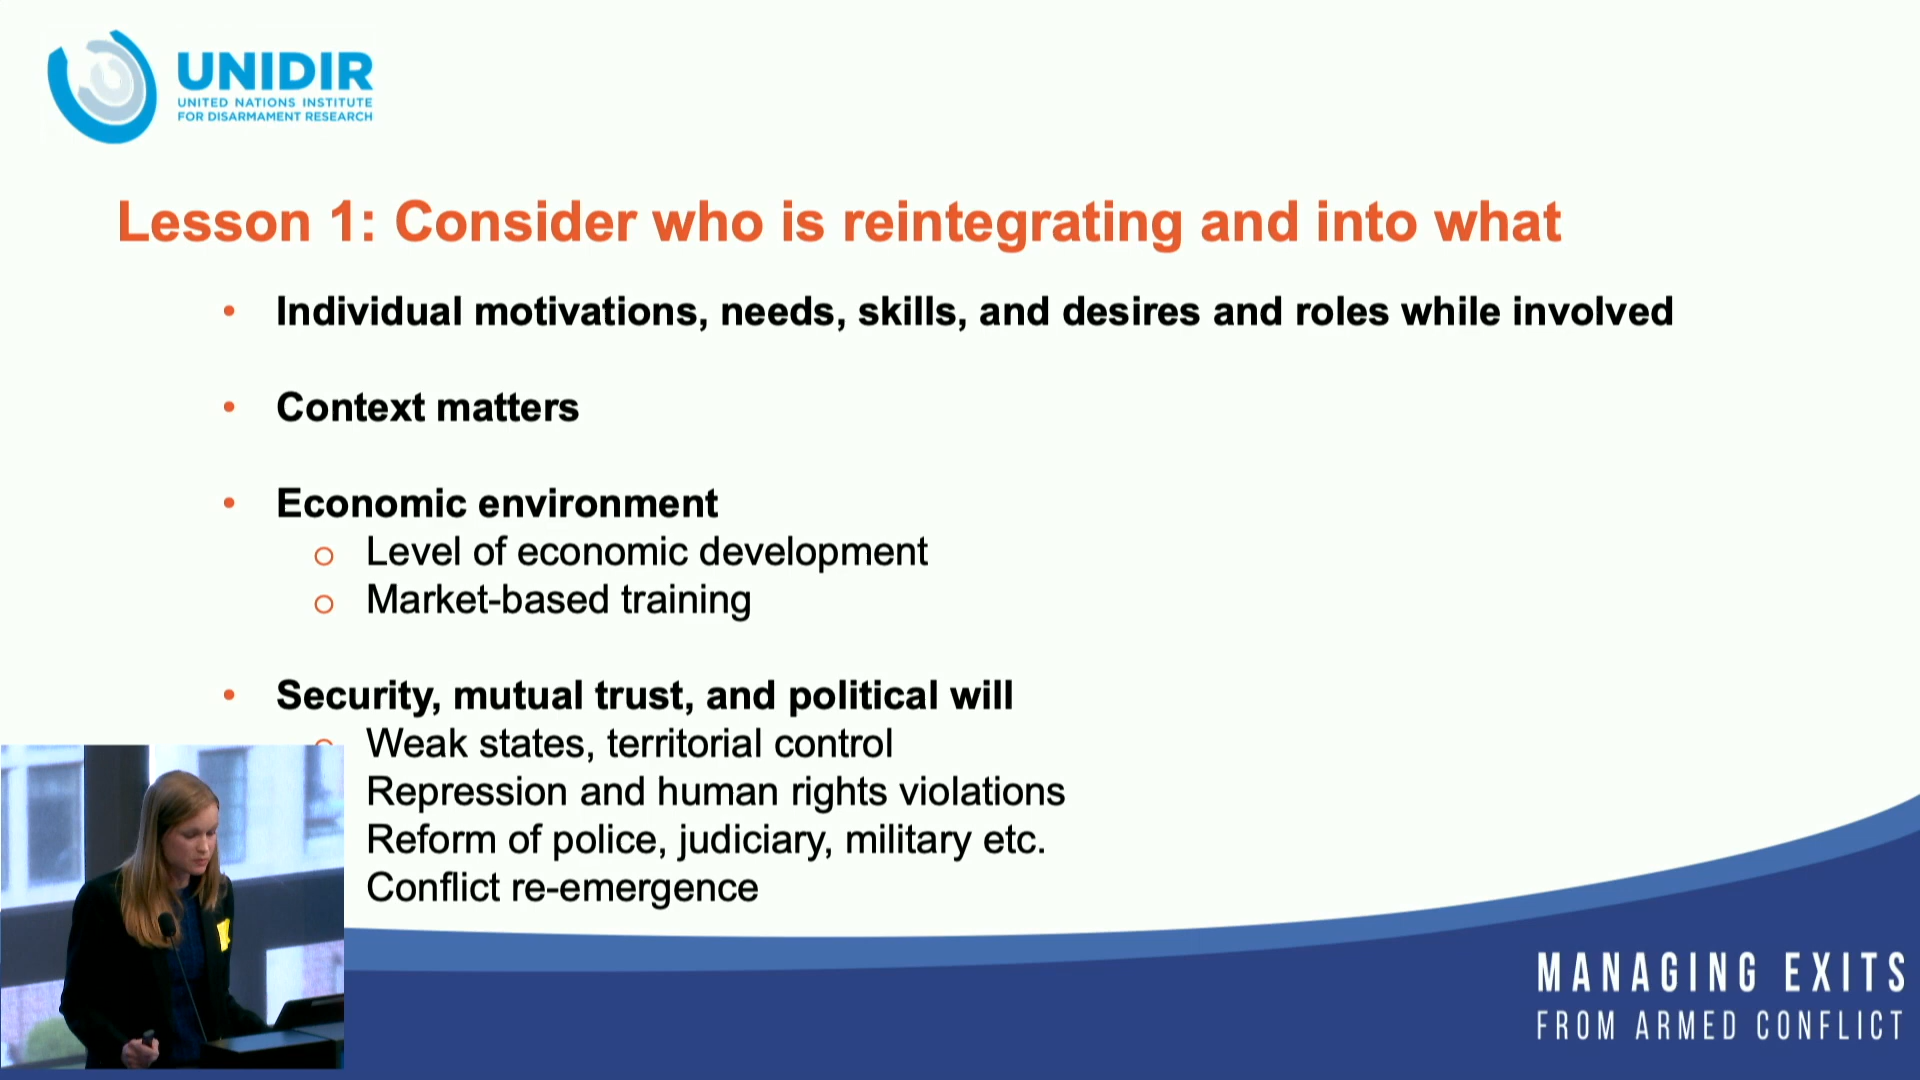 UNIDIR
UNITED NATIONS INSTITUTE
FOR DISARMAMENT RESEARCH
Lesson 1: Consider who is reintegrating and into what
• Individual motivations, needs, skills, and desires and roles while involved
• Context matters
• Economic environment
○ Level of economic development
○ Market-based training
• Security, mutual trust, and political will
○ Weak states, territorial control
Repression and human rights violations
Reform of police, judiciary, military etc.
Conflict re-emergence
MANAGING EXITS
FROM ARMED CONFLICT